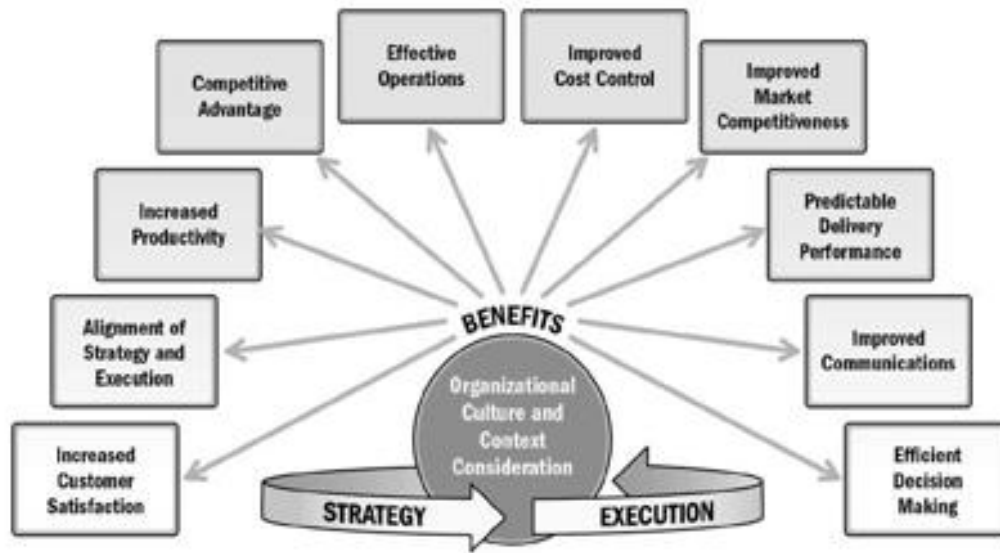 Increased
Customer
Satisfaction
Alignment of
Strategy and
Execution
Increased
Productivity
Competitive
Advantage
Effective
Operations
Improved
Cost Control
Improved
Market
Competitiveness
Predictable
Delivery
Performance
Improved
Communications
Efficient
Decision
Making
BENEFITS
Organizational
Culture and
Context
Consideration
STRATEGY
EXECUTION